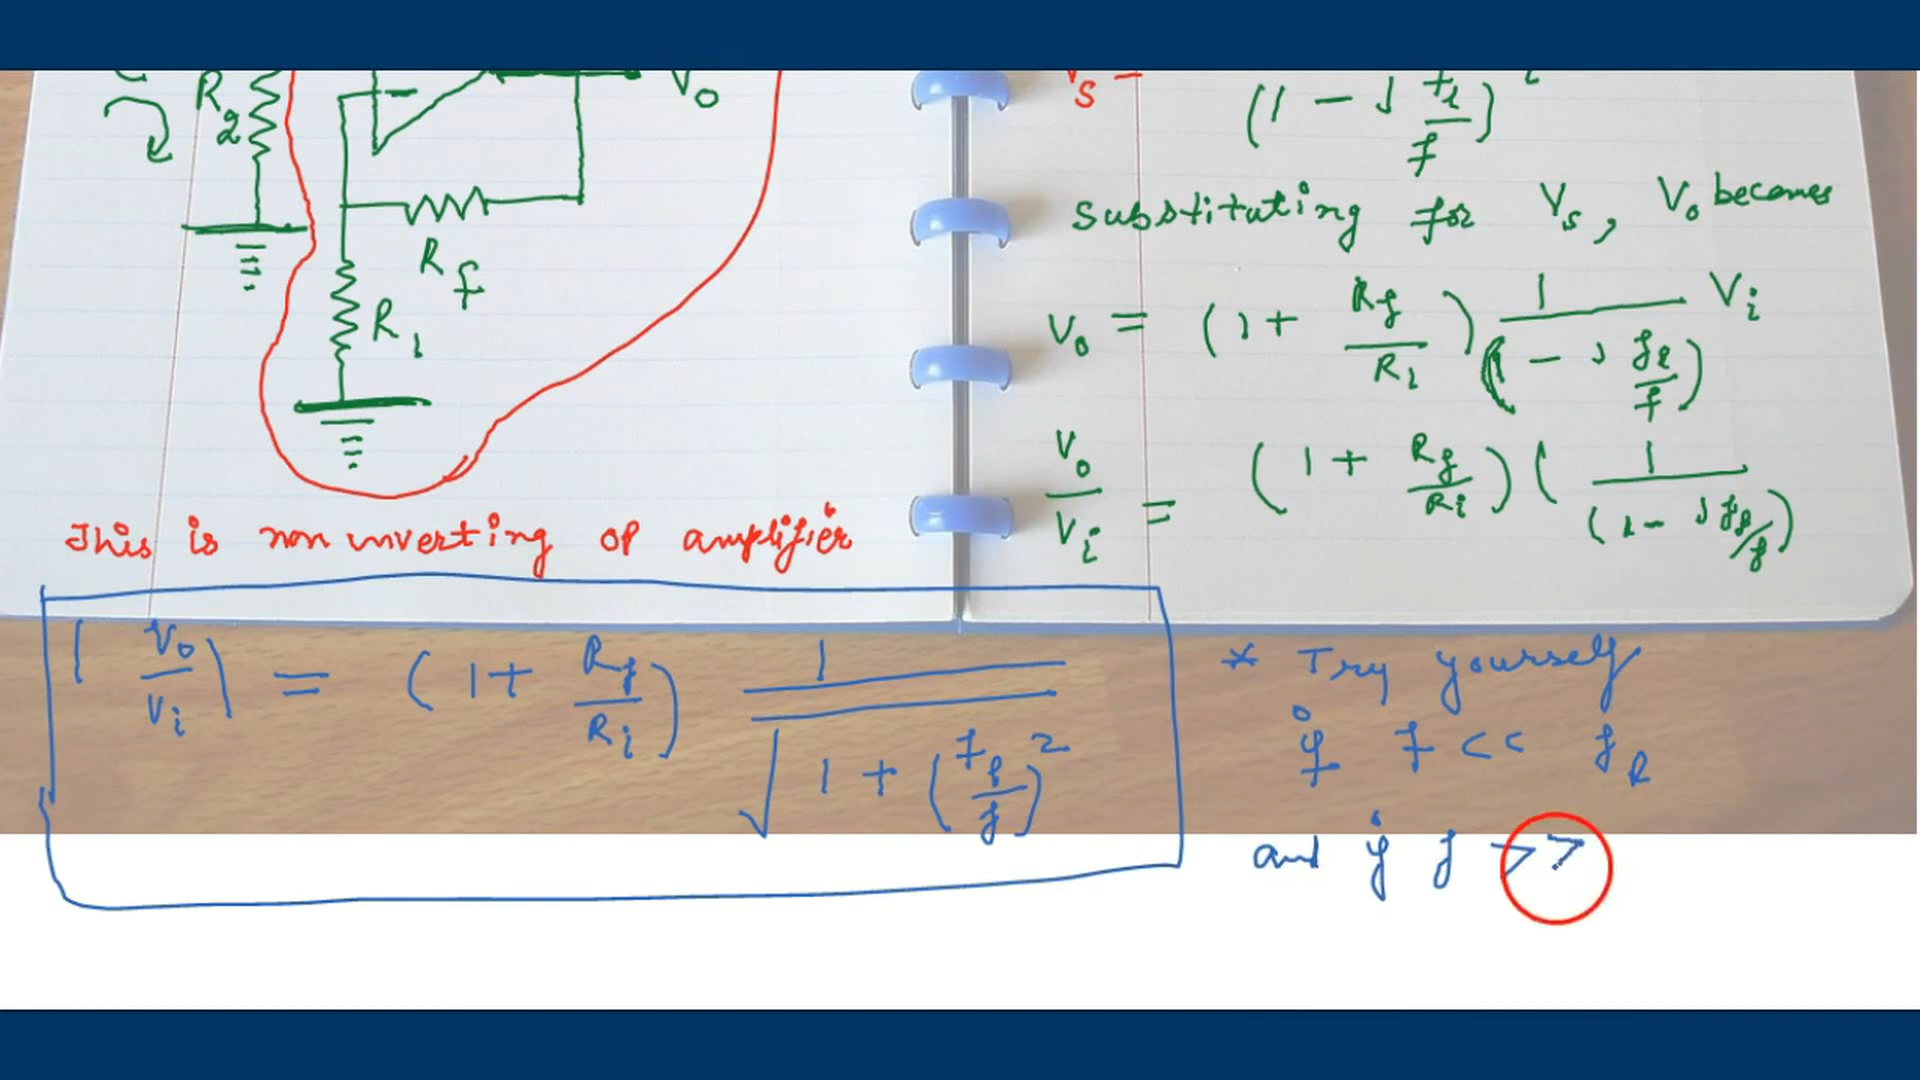 R2
Vo
Rf
R1
This is non inverting op amplifier
Vs =
(1 - j fl/f)
substituting for Vs, Vo becomes
Vo = (1 + Rf/Ri) 1/(1 - j fl/f) Vi
Vo/Vi = (1 + Rf/Ri) ( 1/(1 - j fl/f)
|Vo/Vi| = (1 + Rf/Ri) 1/√1 + (fl/f)²
* Try yourself
if f << fl
and if f >>